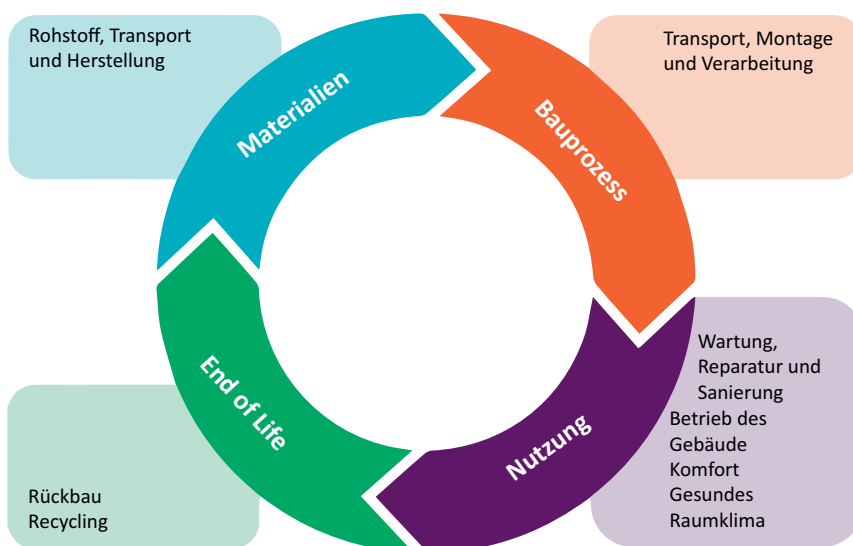 Rohstoff, Transport
und Herstellung
Materialien
Transport, Montage
und Verarbeitung
Bauprozess
Wartung,
Reparatur und
Sanierung
Betrieb des
Gebäude
Komfort
Gesundes
Raumklima
Nutzung
End of Life
Rückbau
Recycling